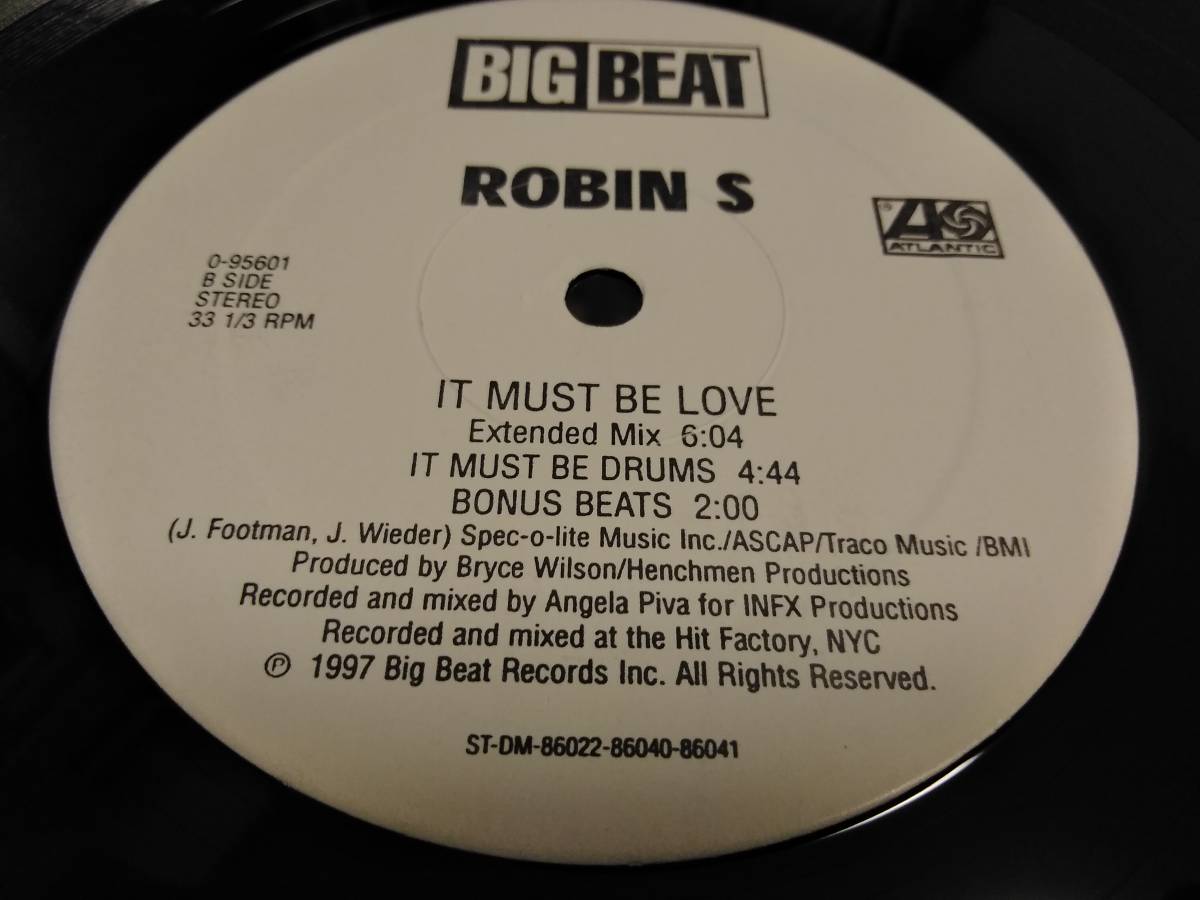 BIG BEAT
ROBIN S
ATLANTIC
0-95601
B SIDE
STEREO
33 1/3 RPM
IT MUST BE LOVE
Extended Mix 6:04
IT MUST BE DRUMS 4:44
BONUS BEATS 2:00
(J. Footman, J. Wieder) Spec-o-lite Music Inc./ASCAP/Traco Music /BMI
Produced by Bryce Wilson/Henchmen Productions
Recorded and mixed by Angela Piva for INFX Productions
Recorded and mixed at the Hit Factory, NYC
℗ 1997 Big Beat Records Inc. All Rights Reserved.
ST-DM-86022-86040-86041